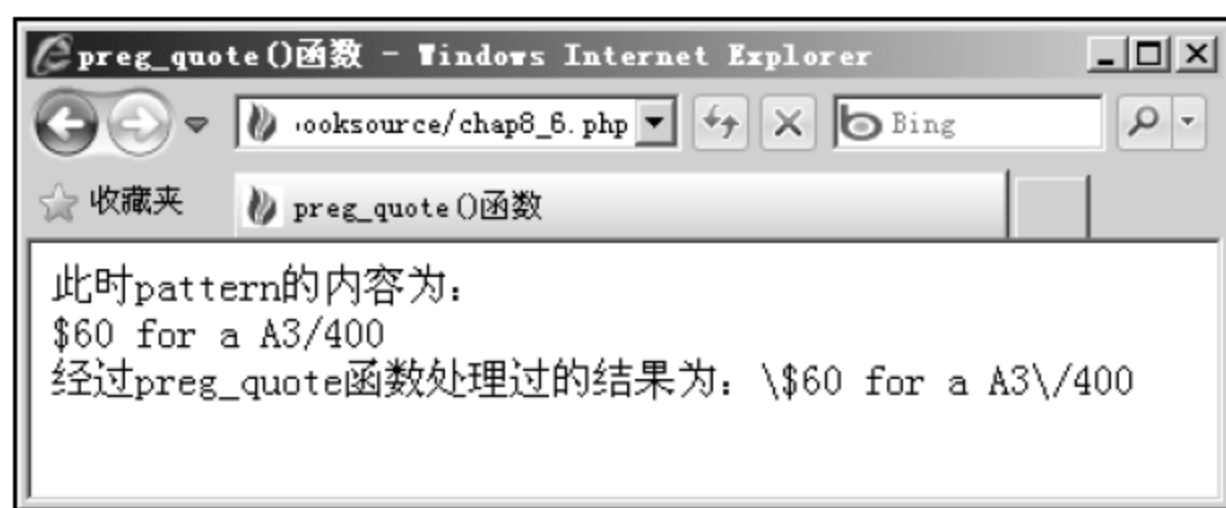 preg_quote()函数 - Windows Internet Explorer
ooksource/chap8_6.php
Bing
收藏夹
preg_quote()函数
此时pattern的内容为：
$60 for a A3/400
经过preg_quote函数处理过的结果为：\$60 for a A3\/400